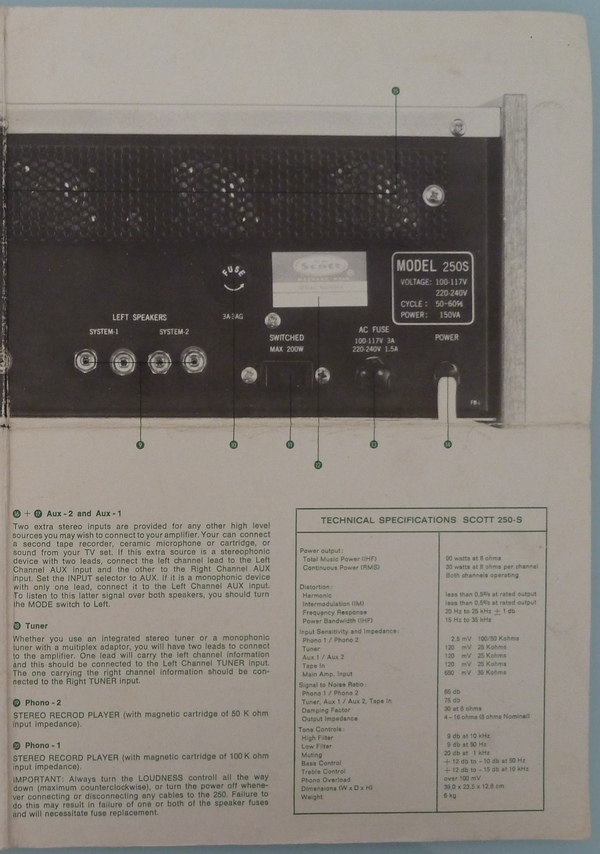 15
FUSE
Scott
MODEL 250S
VOLTAGE: 100-117V
220-240V
CYCLE: 50-60%
POWER: 150VA
LEFT SPEAKERS
SYSTEM-1 SYSTEM-2
3A 3AG
SWITCHED
MAX 200W
AC FUSE
100-117V 3A
220-240V 1.5A
POWER
9 10 11 12 13 14
16 + 17 Aux-2 and Aux-1
Two extra stereo inputs are provided for any other high level
sources you may wish to connect to your amplifier. Your can connect
a second tape recorder, ceramic microphone or cartridge, or
sound from your TV set. If this extra source is a stereophonic
device with two leads, connect the left channel lead to the Left
Channel AUX input and the other to the Right Channel AUX
input. Set the INPUT selector to AUX. If it is a monophonic device
with only one lead, connect it to the Left Channel AUX Input.
To listen to this latter signal over both speakers, you should turn
the MODE switch to Left.
18 Tuner
Whether you use an integrated stereo tuner or a monophonic
tuner with a multiplex adaptor, you will have two leads to connect
to the amplifier. One lead will carry the left channel information
and this should be connected to the Left Channel TUNER input.
The one carrying the right channel information should be con-
nected to the Right TUNER input.
19 Phono-2
STEREO RECROD PLAYER (with magnetic cartridge of 50 K ohm
input impedance).
20 Phono-1
STEREO RECORD PLAYER (with magnetic cartridge of 100 K ohm
input impedance).
IMPORTANT: Always turn the LOUDNESS controll all the way
down (maximum counterclockwise), or turn the power off whene-
ver connecting or disconnecting any cables to the 250. Failure to
do this may result in failure of one or both of the speaker fuses
and will necessitate fuse replacement.
TECHNICAL SPECIFICATIONS SCOTT 250-S
Power output:
Total Music Power (IHF) 90 watts at 8 ohms
Continuous Power (RMS) 30 watts at 8 ohms per channel
Both channels operating
Distortion:
Harmonic less than 0,5% at rated output
Intermodulation (IM) less than 0,5% at rated output
Frequency Response 20 Hz to 25 kHz ± 1 db
Power Bandwidth (IHF) 15 Hz to 35 kHz
Input Sensitivity and Impedance:
Phono 1 / Phono 2 2.5 mV 100/50 Kohms
Tuner 120 mV 25 Kohms
Aux 1 / Aux 2 120 mV 25 Kohms
Tape In 120 mV 25 Kohms
Main Amp. Input 650 mV Kohms
Signal to Noise Ratio:
Phono 1 / Phono 2 65 db
Tuner, Aux 1 / Aux 2, Tape In 75 db
Damping Factor 30 at 8 ohms
Output Impedance 4-16 ohms (8 ohms Nominal)
Tone Controls:
High Filter 9 db at 10 kHz
Low Filter 9 db at 50 Hz
Muting 20 db at 1 kHz
Bass Control + 12 db to - 10 db at 50 Hz
Treble Control + 12 db to - 15 db at 10 kHz
Phono Overload over 100 mV
Dimensions (W x D x H) 39,0 x 23,5 x 12,8 cm
Weight 6 kg